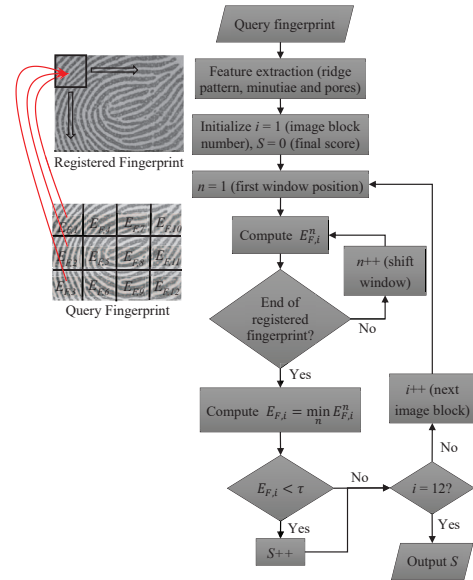 Query fingerprint
Feature extraction (ridge
pattern, minutiae and pores)
Initialize i = 1 (image block
number), S = 0 (final score)
n = 1 (first window position)
Compute E^n_{F,i}
n++ (shift
window)
End of
registered
fingerprint?
No
Yes
Compute E_{F,i} = min_n E^n_{F,i}
i++ (next
image block)
No
E_{F,i} < τ
No
i = 12?
Yes
S++
Yes
Output S
Registered Fingerprint
E_{F,1} E_{F,4} E_{F,7} E_{F,10}
E_{F,2} E_{F,5} E_{F,8} E_{F,11}
E_{F,3} E_{F,6} E_{F,9} E_{F,12}
Query Fingerprint